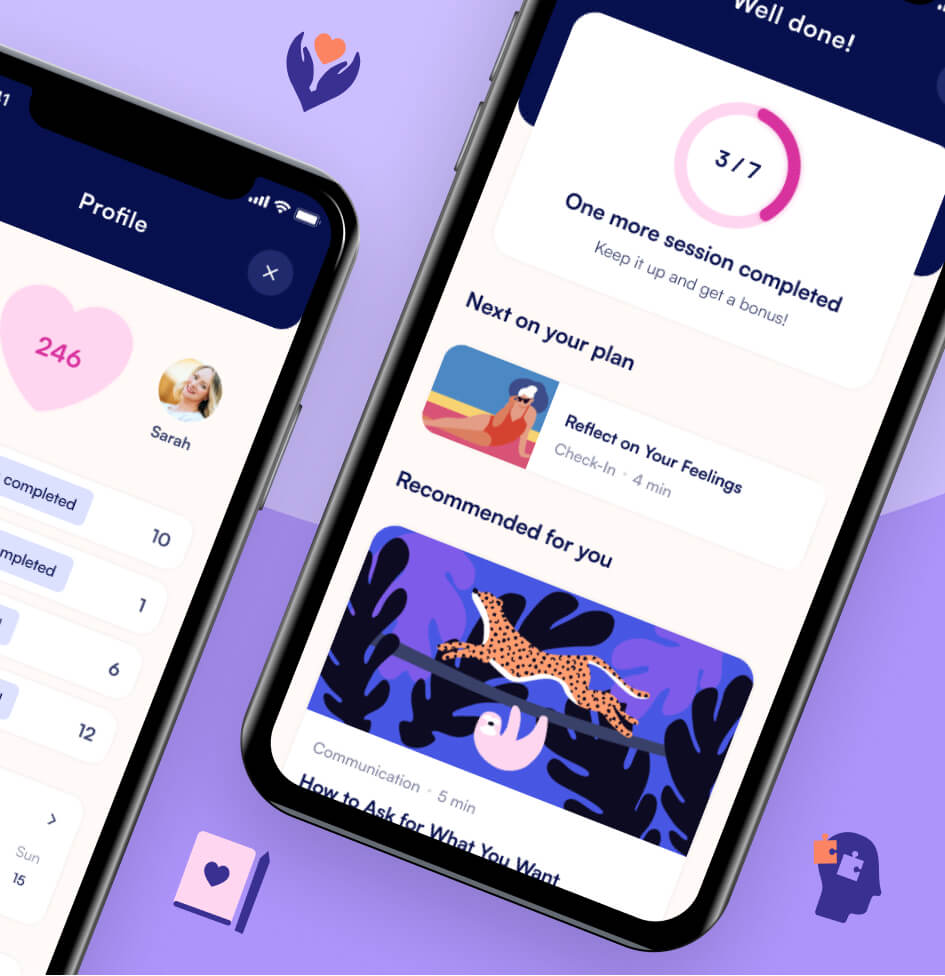 41
Profile
246
Sarah
completed
10
mpleted
1
6
12
Sun
15
Well done!
3 / 7
One more session completed
Keep it up and get a bonus!
Next on your plan
Reflect on Your Feelings
Check-In • 4 min
Recommended for you
Communication • 5 min
How to Ask for What You Want